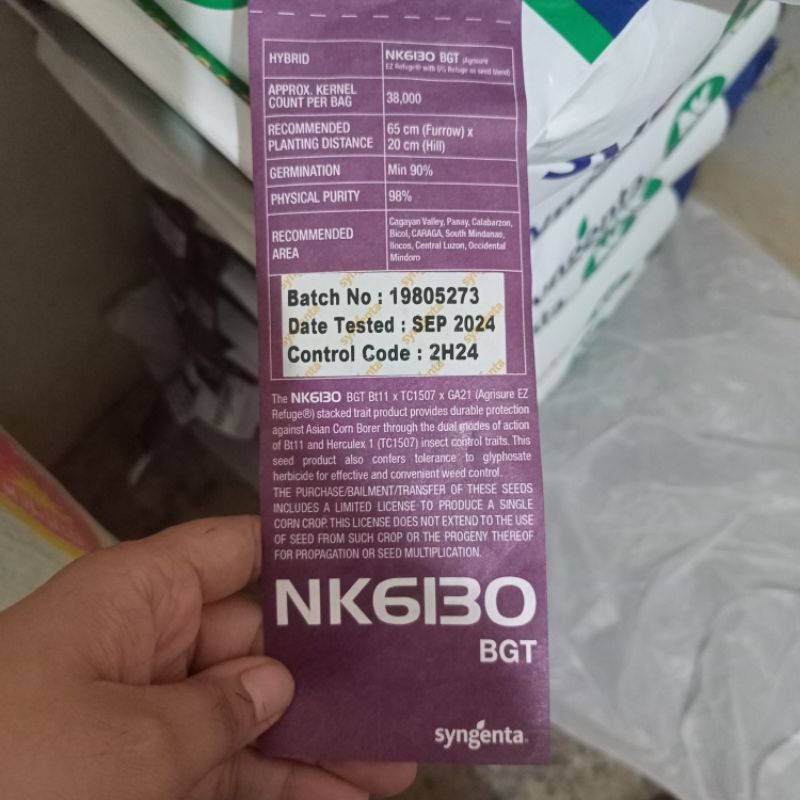 HYBRID
NK6130 BGT (Agrisure
EZ Refuge® with 5% Refuge as seed blend)
APPROX. KERNEL
COUNT PER BAG
38,000
RECOMMENDED
PLANTING DISTANCE
65 cm (Furrow) x
20 cm (Hill)
GERMINATION
Min 90%
PHYSICAL PURITY
98%
RECOMMENDED
AREA
Cagayan Valley, Panay, Calabarzon,
Bicol, CARAGA, South Mindanao,
Ilocos, Central Luzon, Occidental
Mindoro
Batch No : 19805273
Date Tested : SEP 2024
Control Code : 2H24
The NK6130 BGT Bt11 x TC1507 x GA21 (Agrisure EZ
Refuge®) stacked trait product provides durable protection
against Asian Corn Borer through the dual modes of action
of Bt11 and Herculex 1 (TC1507) insect control traits. This
seed product also confers tolerance to glyphosate
herbicide for effective and convenient weed control.
THE PURCHASE/BAILMENT/TRANSFER OF THESE SEEDS
INCLUDES A LIMITED LICENSE TO PRODUCE A SINGLE
CORN CROP. THIS LICENSE DOES NOT EXTEND TO THE USE
OF SEED FROM SUCH CROP OR THE PROGENY THEREOF
FOR PROPAGATION OR SEED MULTIPLICATION.
NK6130
BGT
syngenta